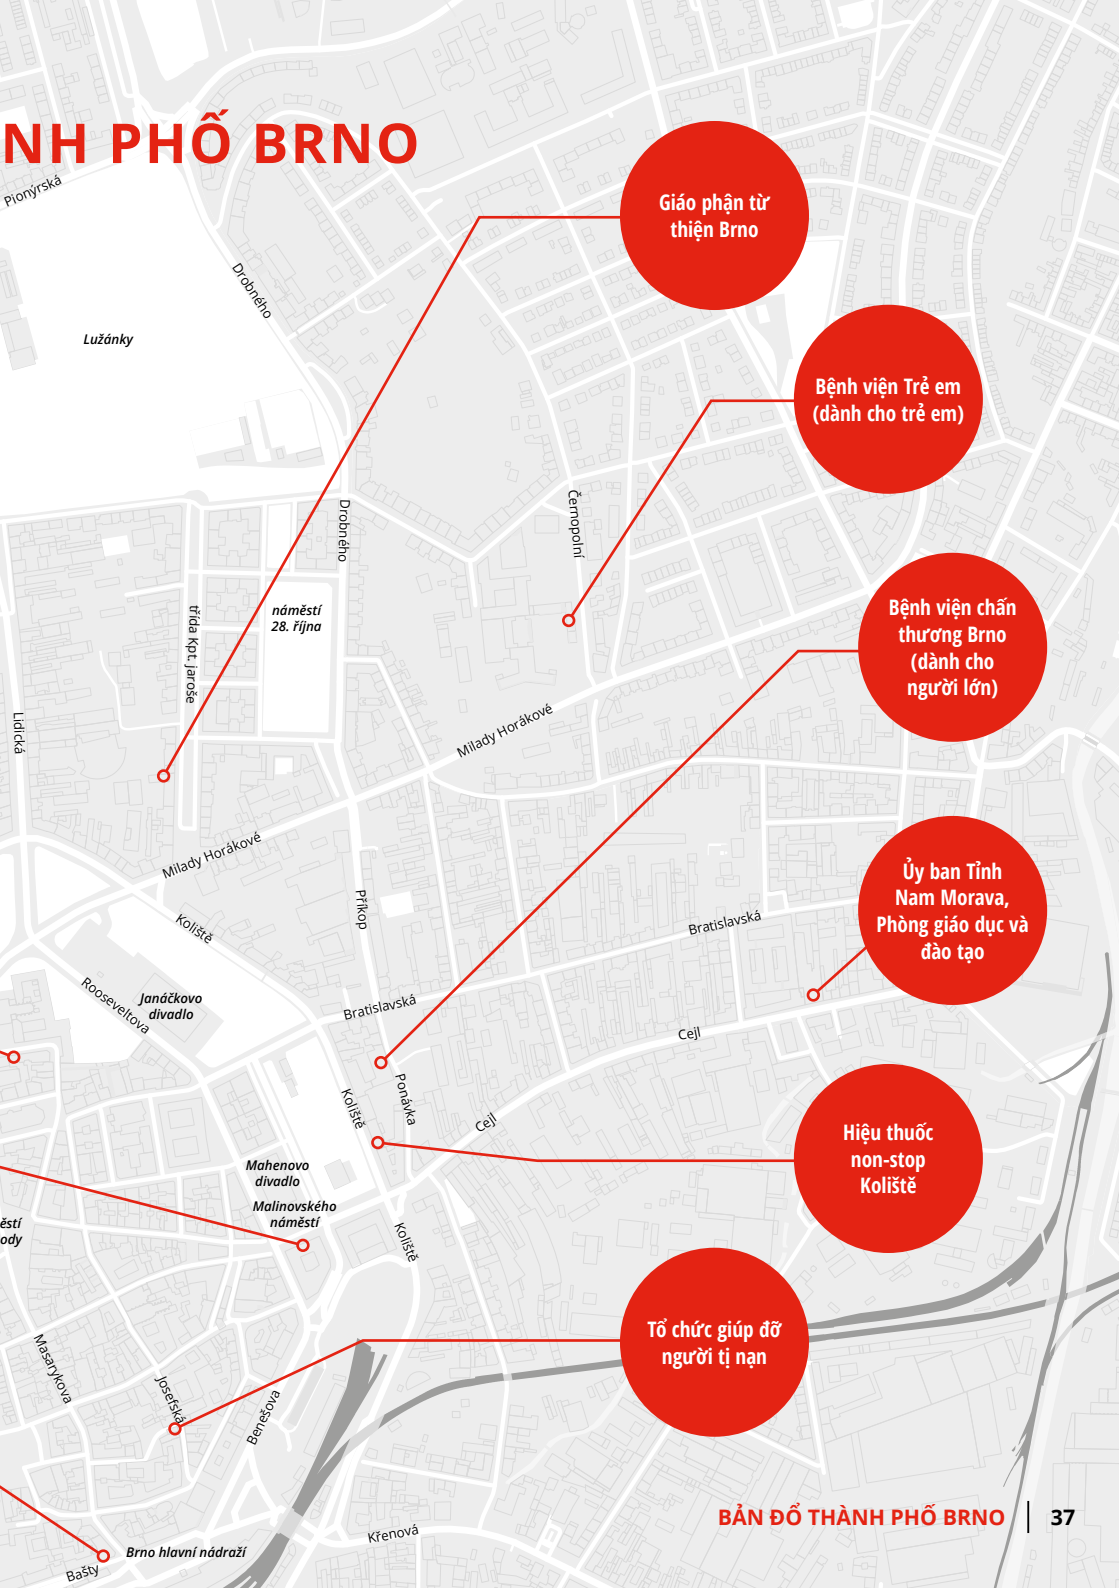 NH PHỐ BRNO
Pionýrská
Drobného
Lužánky
Giáo phận từ
thiện Brno
Bệnh viện Trẻ em
(dành cho trẻ em)
Drobného
Černopolní
náměstí
28. října
třída Kpt. jaroše
Bệnh viện chấn
thương Brno
(dành cho
người lớn)
Lidická
Milady Horákové
Milady Horákové
Příkop
Koliště
Bratislavská
Ủy ban Tỉnh
Nam Morava,
Phòng giáo dục và
đào tạo
Rooseveltova
Janáčkovo
divadlo
Bratislavská
Cejl
Koliště
Ponávka
Cejl
Hiệu thuốc
non-stop
Koliště
Mahenovo
divadlo
Malinovského
náměstí
ěstí
ody
Koliště
Tổ chức giúp đỡ
người tị nạn
Masarykova
Josefská
Benešova
Křenová
Brno hlavní nádraží
Bašty
BẢN ĐỒ THÀNH PHỐ BRNO | 37